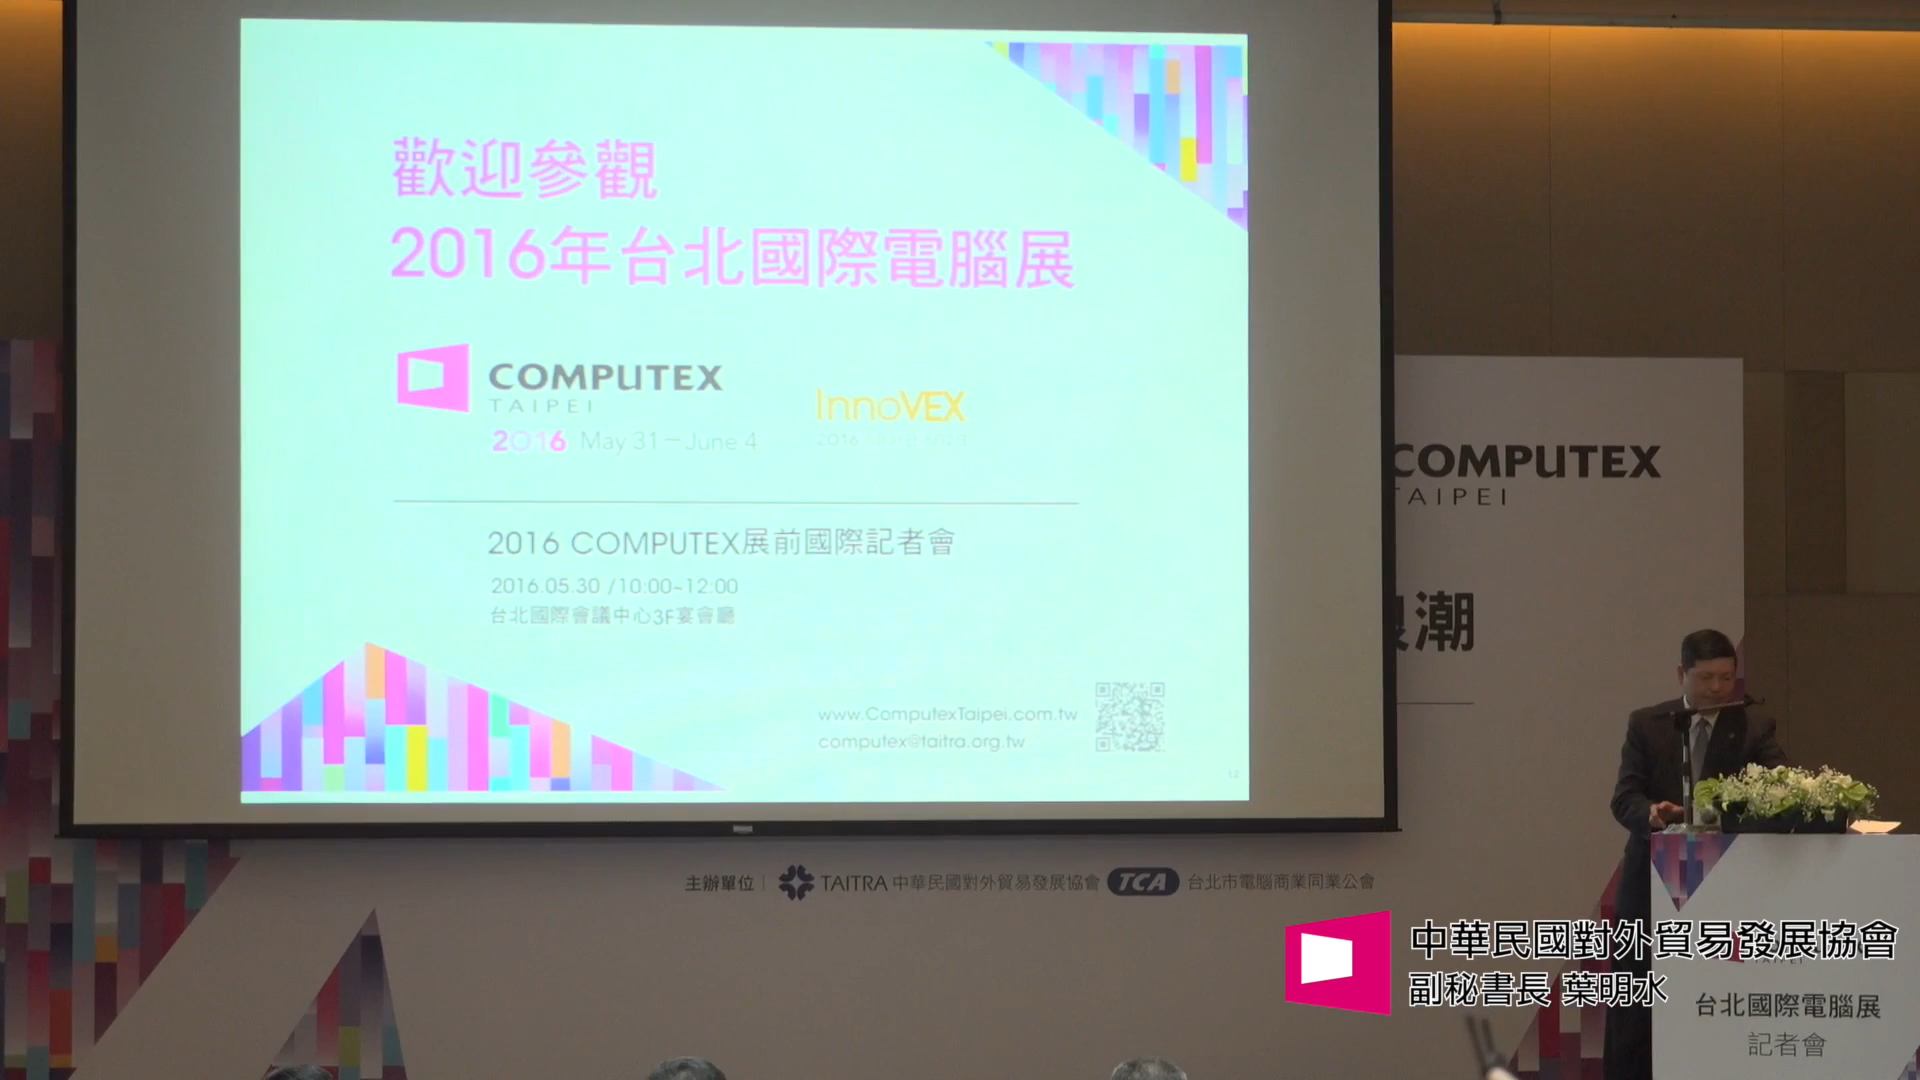 歡迎參觀
2016年台北國際電腦展
COMPUTEX
TAIPEI
2016 May 31－June 4
InnoVEX
2016
2016 COMPUTEX展前國際記者會
2016.05.30 /10:00~12:00
台北國際會議中心3F宴會廳
www.ComputexTaipei.com.tw
computex@taitra.org.tw
12
COMPUTEX
TAIPEI
潮
主辦單位 TAITRA 中華民國對外貿易發展協會 TCA 台北市電腦商業同業公會
中華民國對外貿易發展協會
副秘書長 葉明水
TAIPEI
台北國際電腦展
記者會